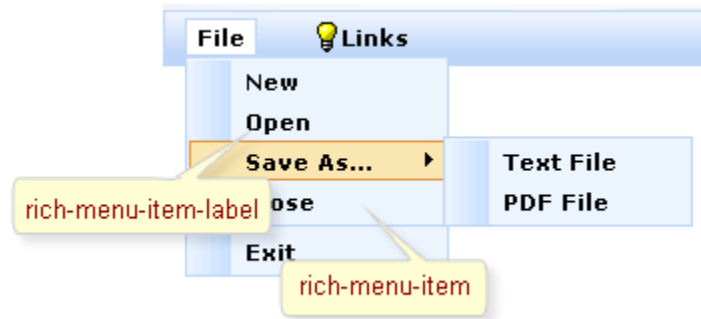 File Links
New
Open
Save As...
Text File
rich-menu-item-label
ose
PDF File
Exit
rich-menu-item